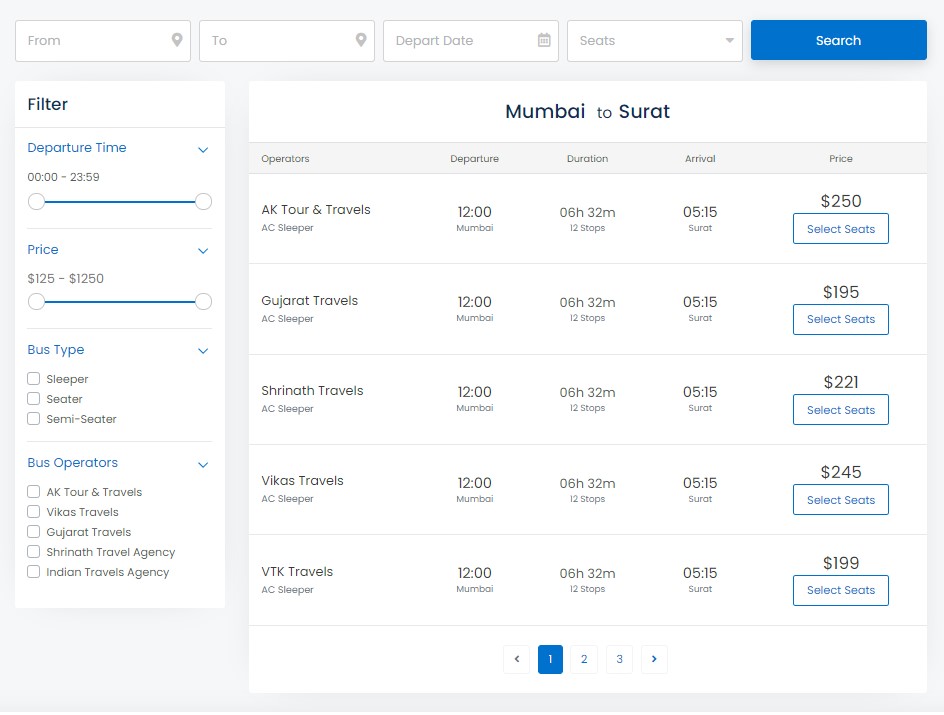 From To Depart Date Seats Search
Filter
Departure Time
00:00 - 23:59
Price
$125 - $1250
Bus Type
Sleeper
Seater
Semi-Seater
Bus Operators
AK Tour & Travels
Vikas Travels
Gujarat Travels
Shrinath Travel Agency
Indian Travels Agency
Mumbai to Surat
Operators Departure Duration Arrival Price
AK Tour & Travels 12:00 06h 32m 05:15 $250
AC Sleeper Mumbai 12 Stops Surat Select Seats
Gujarat Travels 12:00 06h 32m 05:15 $195
AC Sleeper Mumbai 12 Stops Surat Select Seats
Shrinath Travels 12:00 06h 32m 05:15 $221
AC Sleeper Mumbai 12 Stops Surat Select Seats
Vikas Travels 12:00 06h 32m 05:15 $245
AC Sleeper Mumbai 12 Stops Surat Select Seats
VTK Travels 12:00 06h 32m 05:15 $199
AC Sleeper Mumbai 12 Stops Surat Select Seats
1 2 3